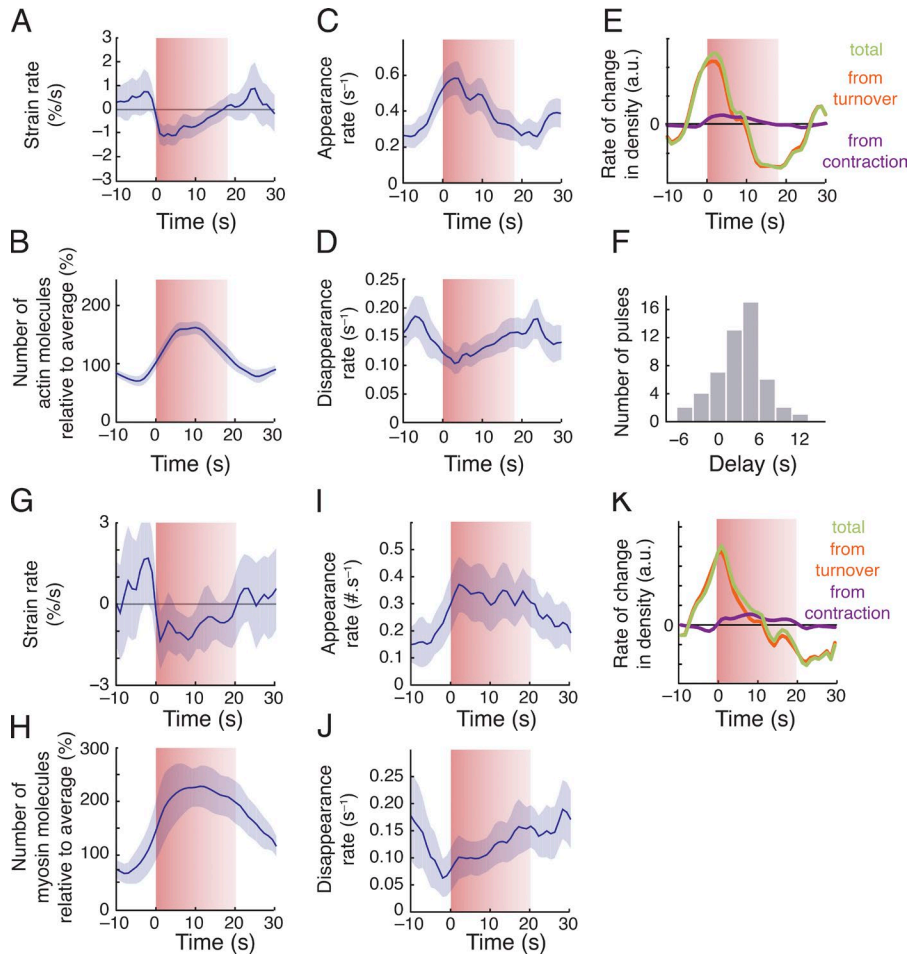 A
Strain rate
(%/s)
3
2
1
0
−1
−2
3
−10 0 10 20 30
Time (s)
C
Appearance
rate (s⁻¹)
0.6
0.4
0.2
0
−10 0 10 20 30
Time (s)
E
Rate of change
in density (a.u.)
0
total
from
turnover
from
contraction
−10 0 10 20 30
Time (s)
B
Number of
actin molecules
relative to average (%)
200
100
0
−10 0 10 20 30
Time (s)
D
Disappearance
rate (s⁻¹)
0.25
0.20
0.15
0.10
0.05
0
−10 0 10 20 30
Time (s)
F
Number of pulses
16
8
0
−6 0 6 12
Delay (s)
G
Strain rate
(%/s)
3
0
−3
−10 0 10 20 30
Time (s)
I
Appearance
rate (#.s⁻¹)
0.5
0.4
0.3
0.2
0.1
0
−10 0 10 20 30
Time (s)
K
Rate of change
in density (a.u.)
0
total
from
turnover
from
contraction
−10 0 10 20 30
Time (s)
H
Number of
myosin molecules
relative to average (%)
300
200
100
0
−10 0 10 20 30
Time (s)
J
Disappearance
rate (s⁻¹)
0.25
0.20
0.15
0.10
0.05
0
−10 0 10 20 30
Time (s)